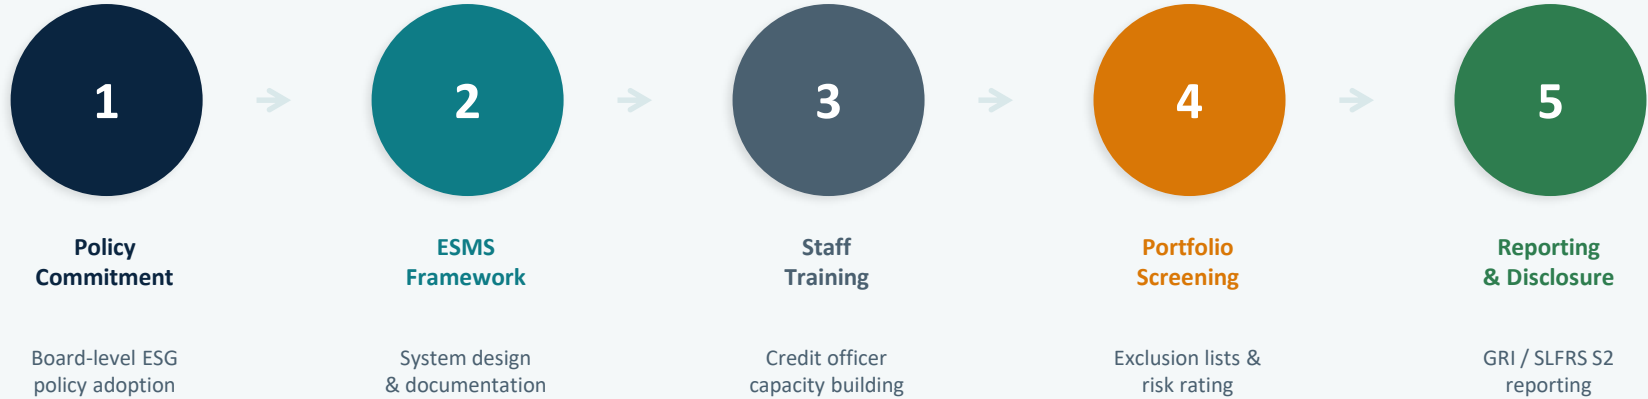 1
2
3
4
5
Policy
Commitment
ESMS
Framework
Staff
Training
Portfolio
Screening
Reporting
& Disclosure
Board-level ESG
policy adoption
System design
& documentation
Credit officer
capacity building
Exclusion lists &
risk rating
GRI / SLFRS S2
reporting